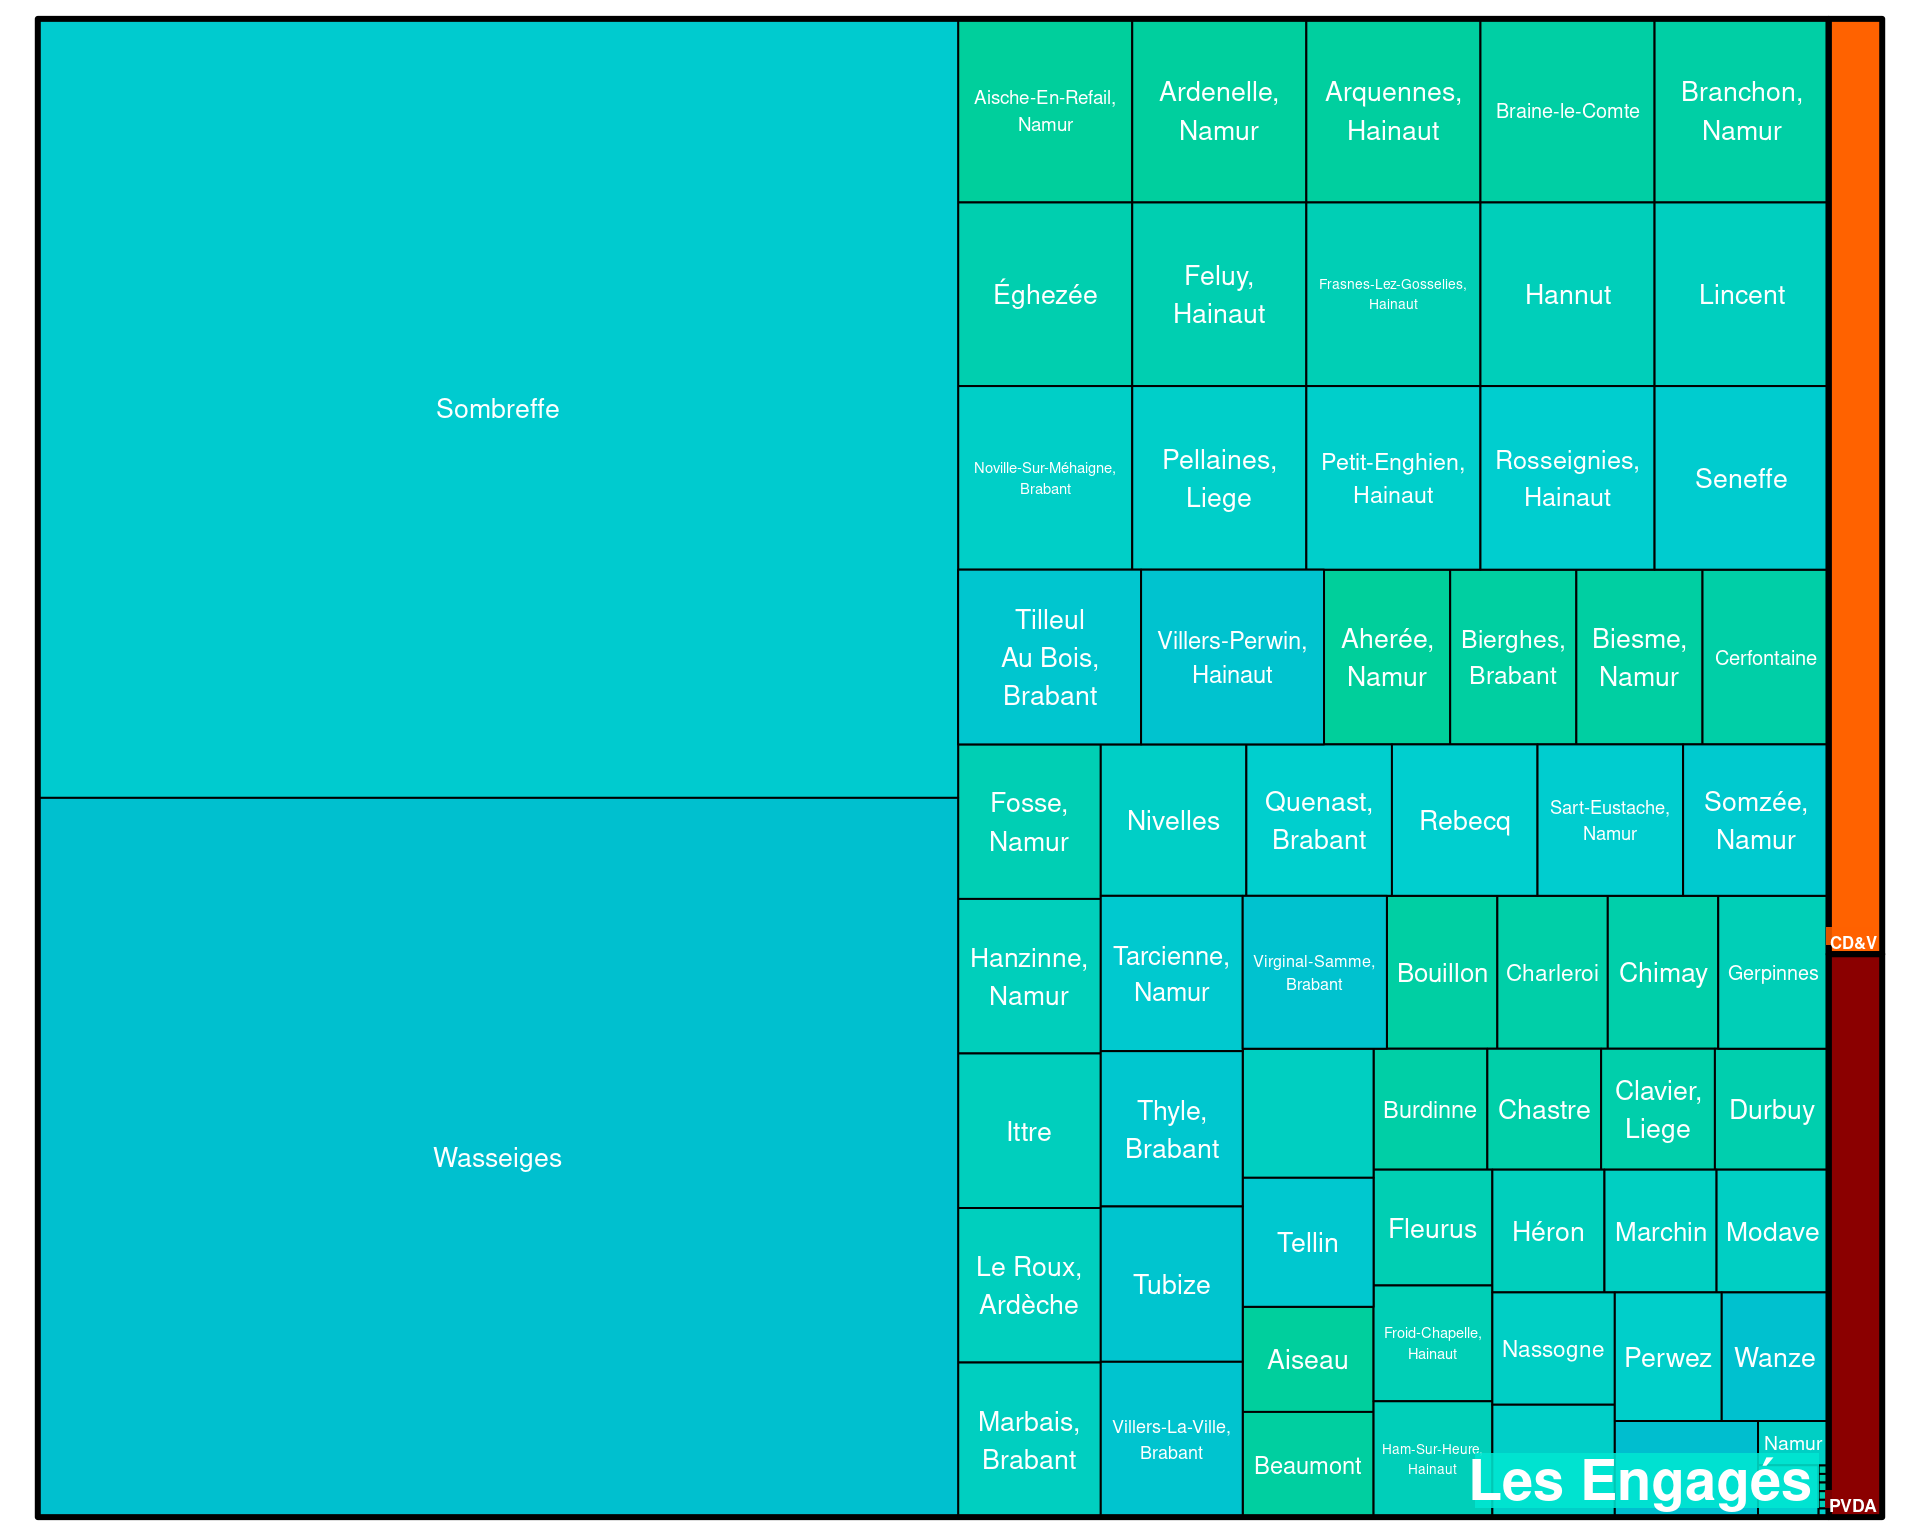 Sombreffe
Wasseiges
Aische-En-Refail,
Namur
Ardenelle,
Namur
Arquennes,
Hainaut
Braine-le-Comte
Branchon,
Namur
Éghezée
Feluy,
Hainaut
Frasnes-Lez-Gosselies,
Hainaut
Hannut
Lincent
Noville-Sur-Méhaigne,
Brabant
Pellaines,
Liege
Petit-Enghien,
Hainaut
Rosseignies,
Hainaut
Seneffe
Tilleul
Au Bois,
Brabant
Villers-Perwin,
Hainaut
Aherée,
Namur
Bierghes,
Brabant
Biesme,
Namur
Cerfontaine
Fosse,
Namur
Nivelles
Quenast,
Brabant
Rebecq
Sart-Eustache,
Namur
Somzée,
Namur
Hanzinne,
Namur
Tarcienne,
Namur
Virginal-Samme,
Brabant
Bouillon
Charleroi
Chimay
Gerpinnes
Ittre
Thyle,
Brabant
Burdinne
Chastre
Clavier,
Liege
Durbuy
Le Roux,
Ardèche
Tubize
Tellin
Fleurus
Héron
Marchin
Modave
Aiseau
Froid-Chapelle,
Hainaut
Nassogne
Perwez
Wanze
Marbais,
Brabant
Villers-La-Ville,
Brabant
Beaumont
Ham-Sur-Heure,
Hainaut
Namur
Les Engagés
CD&V
PVDA